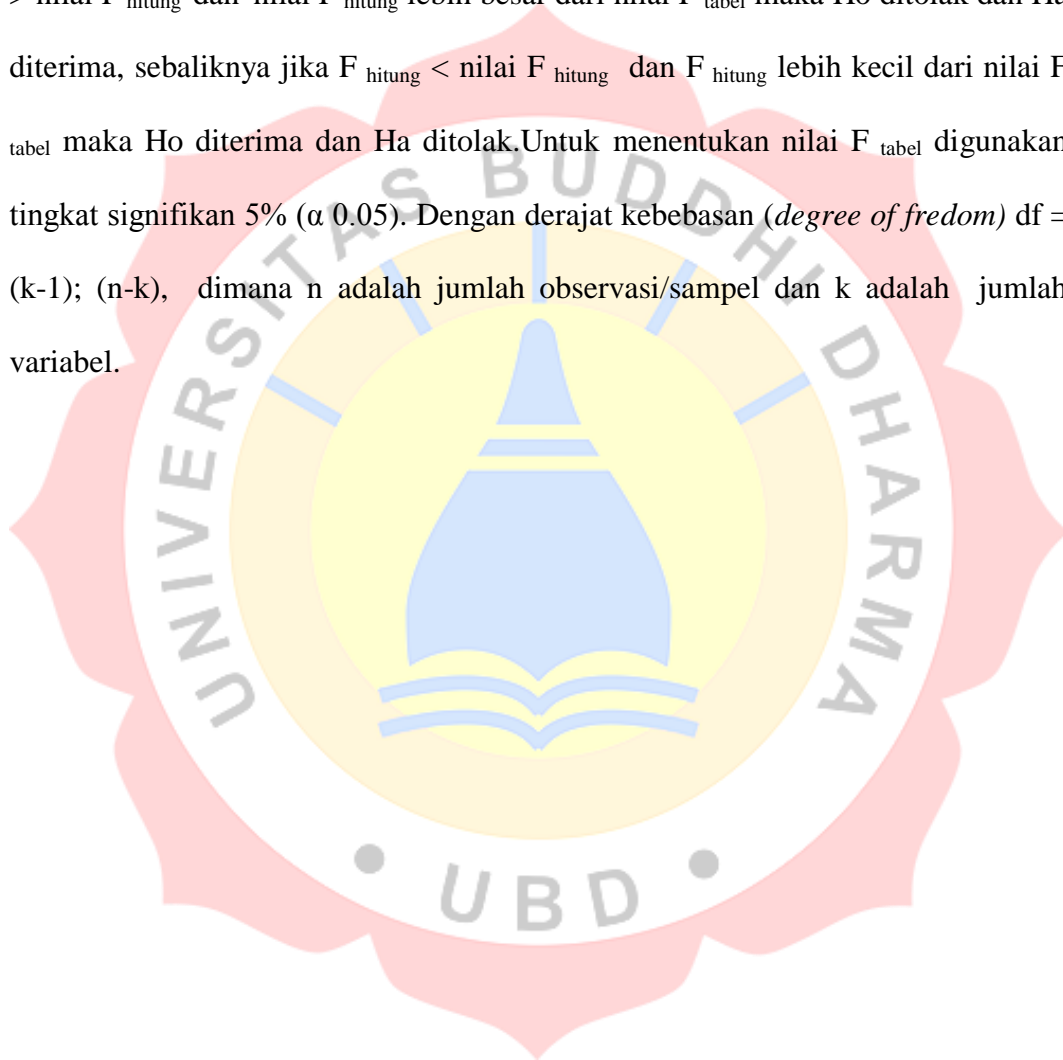 > nilai F hitung dan nilai F hitung lebih besar dari nilai F tabel maka Ho ditolak dan Ha
diterima, sebaliknya jika F hitung < nilai F hitung dan F hitung lebih kecil dari nilai F
tabel maka Ho diterima dan Ha ditolak.Untuk menentukan nilai F tabel digunakan
tingkat signifikan 5% (α 0.05). Dengan derajat kebebasan (degree of fredom) df =
(k-1); (n-k), dimana n adalah jumlah observasi/sampel dan k adalah jumlah
variabel.
UNIVERSITAS BUDDHI DHARMA
• UBD •